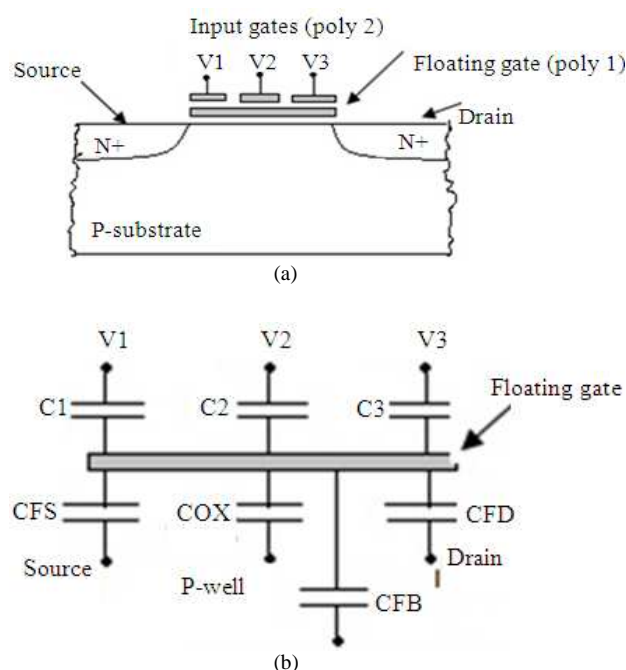 Input gates (poly 2)
V1 V2 V3
Floating gate (poly 1)
Source
Drain
N+ N+
P-substrate
(a)
V1 V2 V3
Floating gate
C1 C2 C3
CFS COX CFD
Source P-well Drain
CFB
(b)